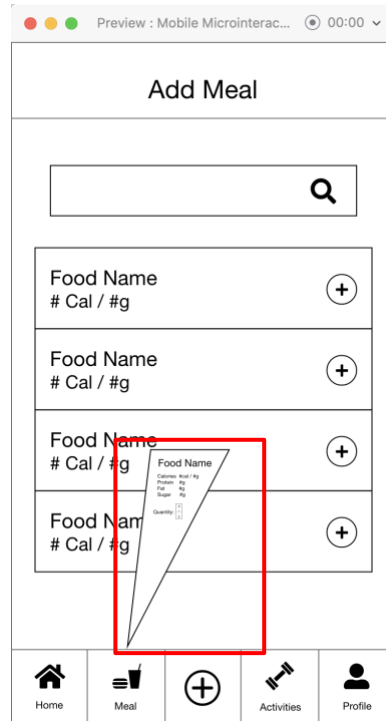 Preview : Mobile Microinterac... 00:00
Add Meal
Food Name
# Cal / #g
Food Name
# Cal / #g
Food Name
# Cal / #g
Food Name
Calories #cal / #g
Protein #g
Fat #g
Sugar #g
Quantity:
Food Nam
# Cal / #g
Home
Meal
Activities
Profile